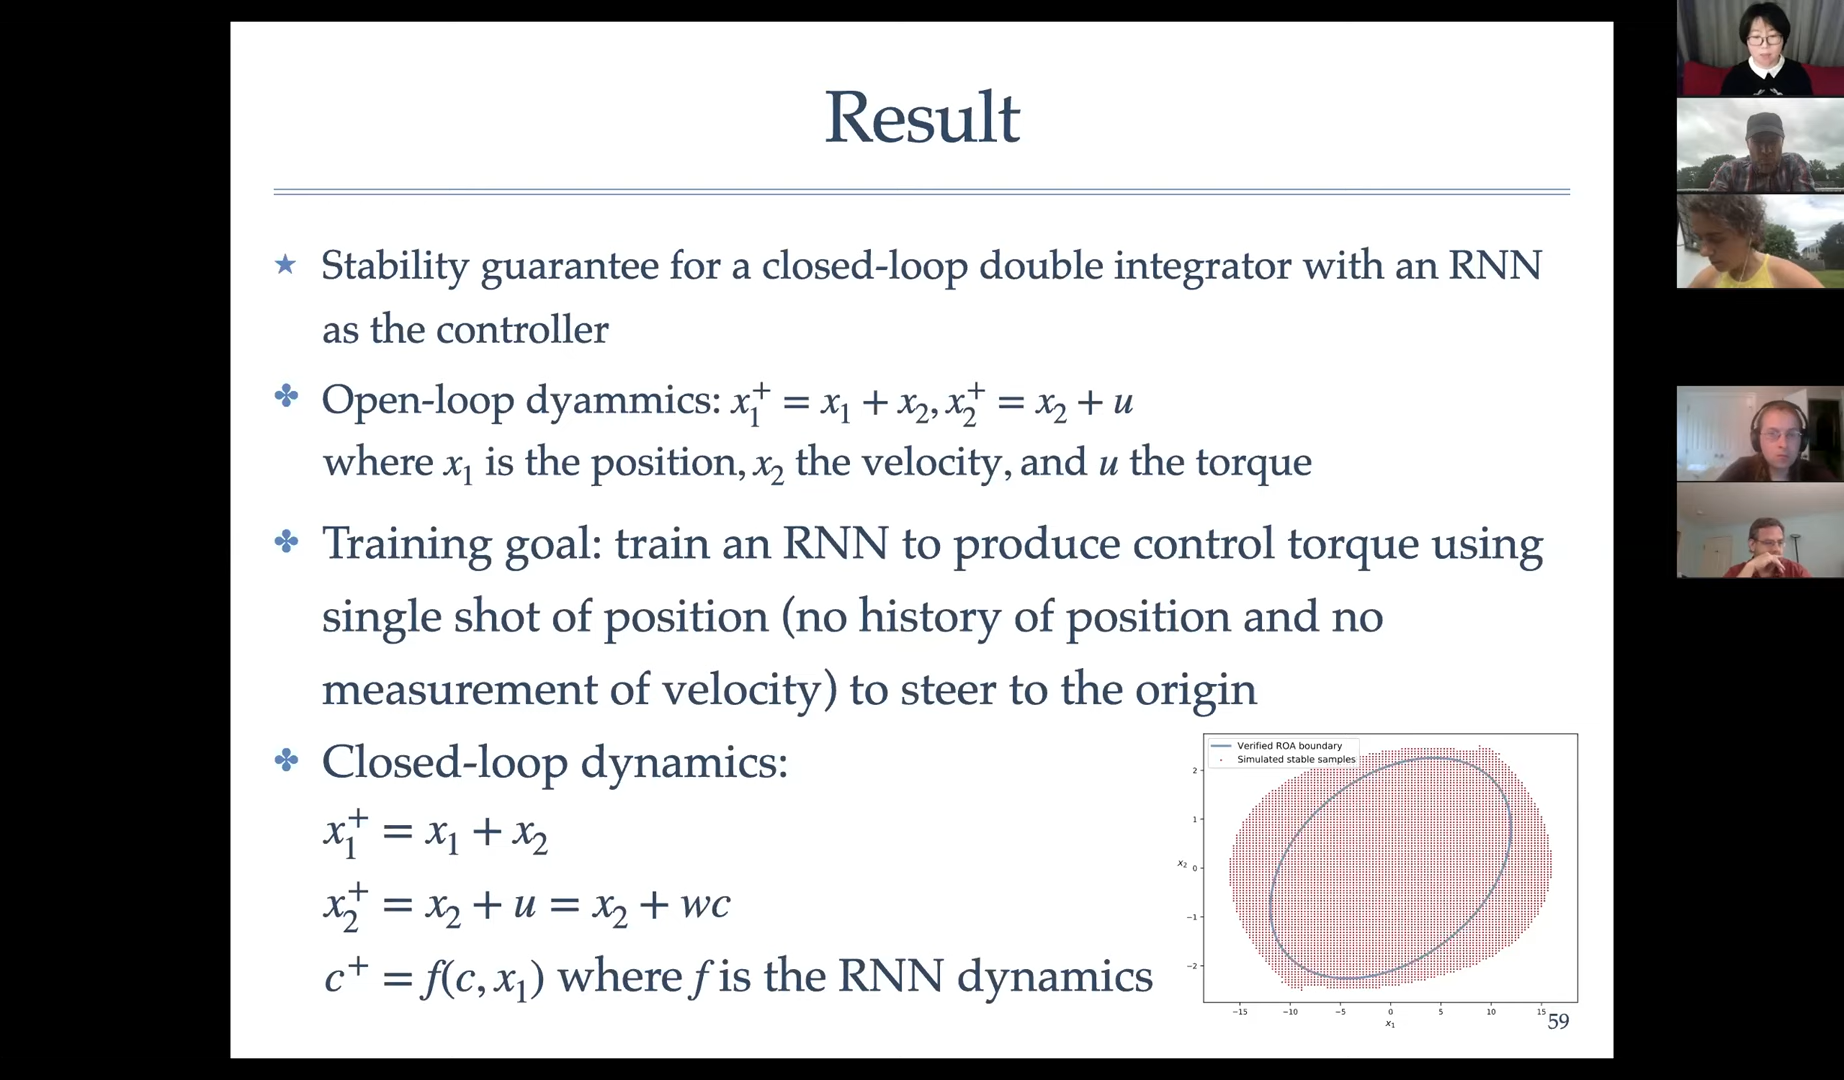 Result
★ Stability guarantee for a closed-loop double integrator with an RNN
as the controller
✤ Open-loop dyammics: x₁⁺ = x₁ + x₂, x₂⁺ = x₂ + u
where x₁ is the position, x₂ the velocity, and u the torque
✤ Training goal: train an RNN to produce control torque using
single shot of position (no history of position and no
measurement of velocity) to steer to the origin
✤ Closed-loop dynamics:
x₁⁺ = x₁ + x₂
x₂⁺ = x₂ + u = x₂ + wc
c⁺ = f(c, x₁) where f is the RNN dynamics
Verified ROA boundary
Simulated stable samples
2
1
x₂ 0
−1
−2
−15 −10 −5 0 5 10 15
x₁
59